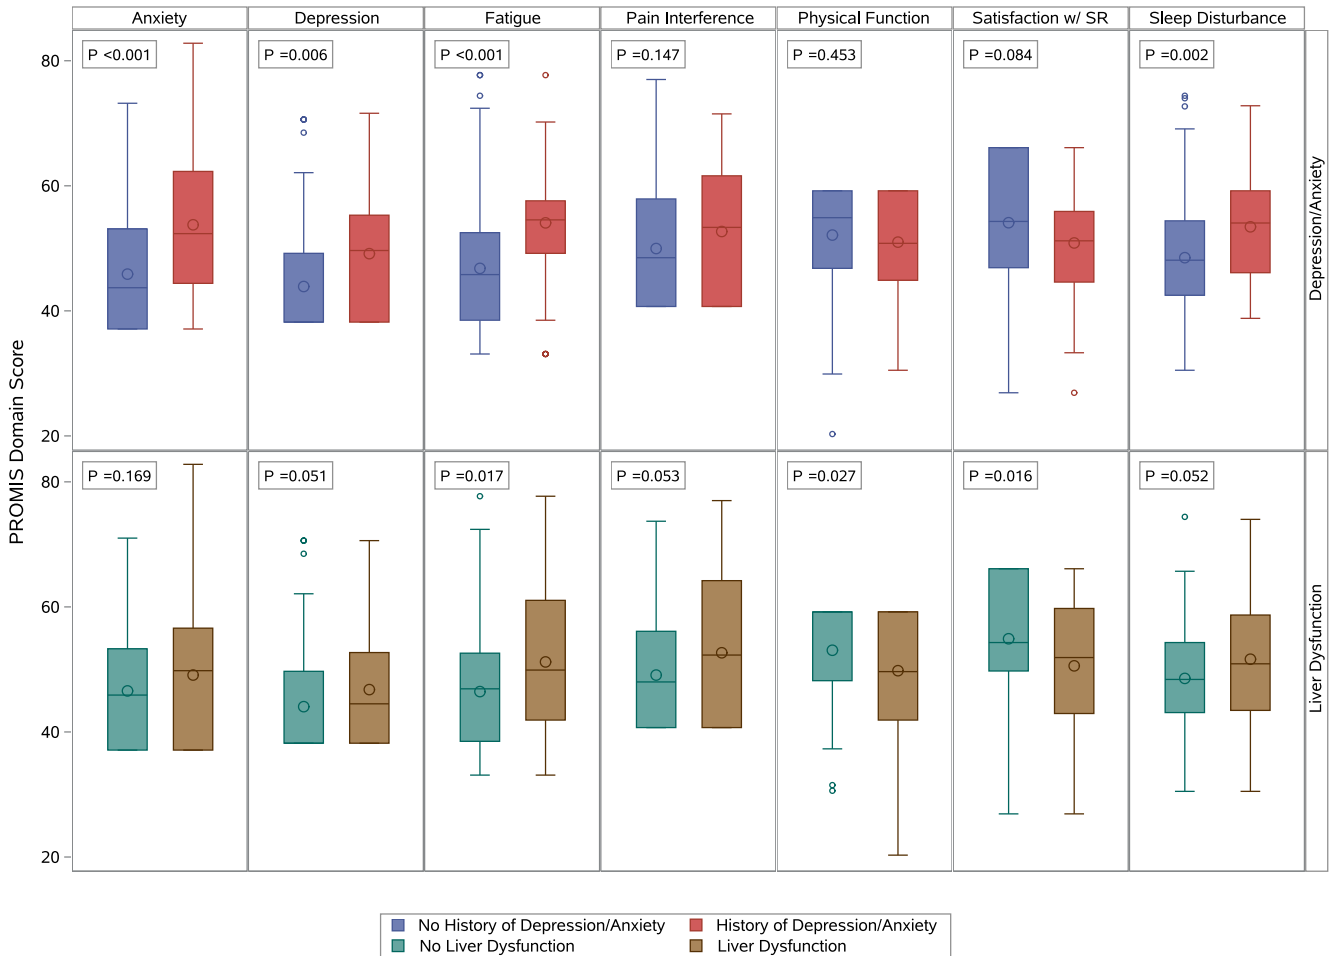 Anxiety Depression Fatigue Pain Interference Physical Function Satisfaction w/ SR Sleep Disturbance
P <0.001 P =0.006 P <0.001 P =0.147 P =0.453 P =0.084 P =0.002
80
60
40
20
Depression/Anxiety
PROMIS Domain Score
P =0.169 P =0.051 P =0.017 P =0.053 P =0.027 P =0.016 P =0.052
80
60
40
20
Liver Dysfunction
No History of Depression/Anxiety History of Depression/Anxiety
No Liver Dysfunction Liver Dysfunction